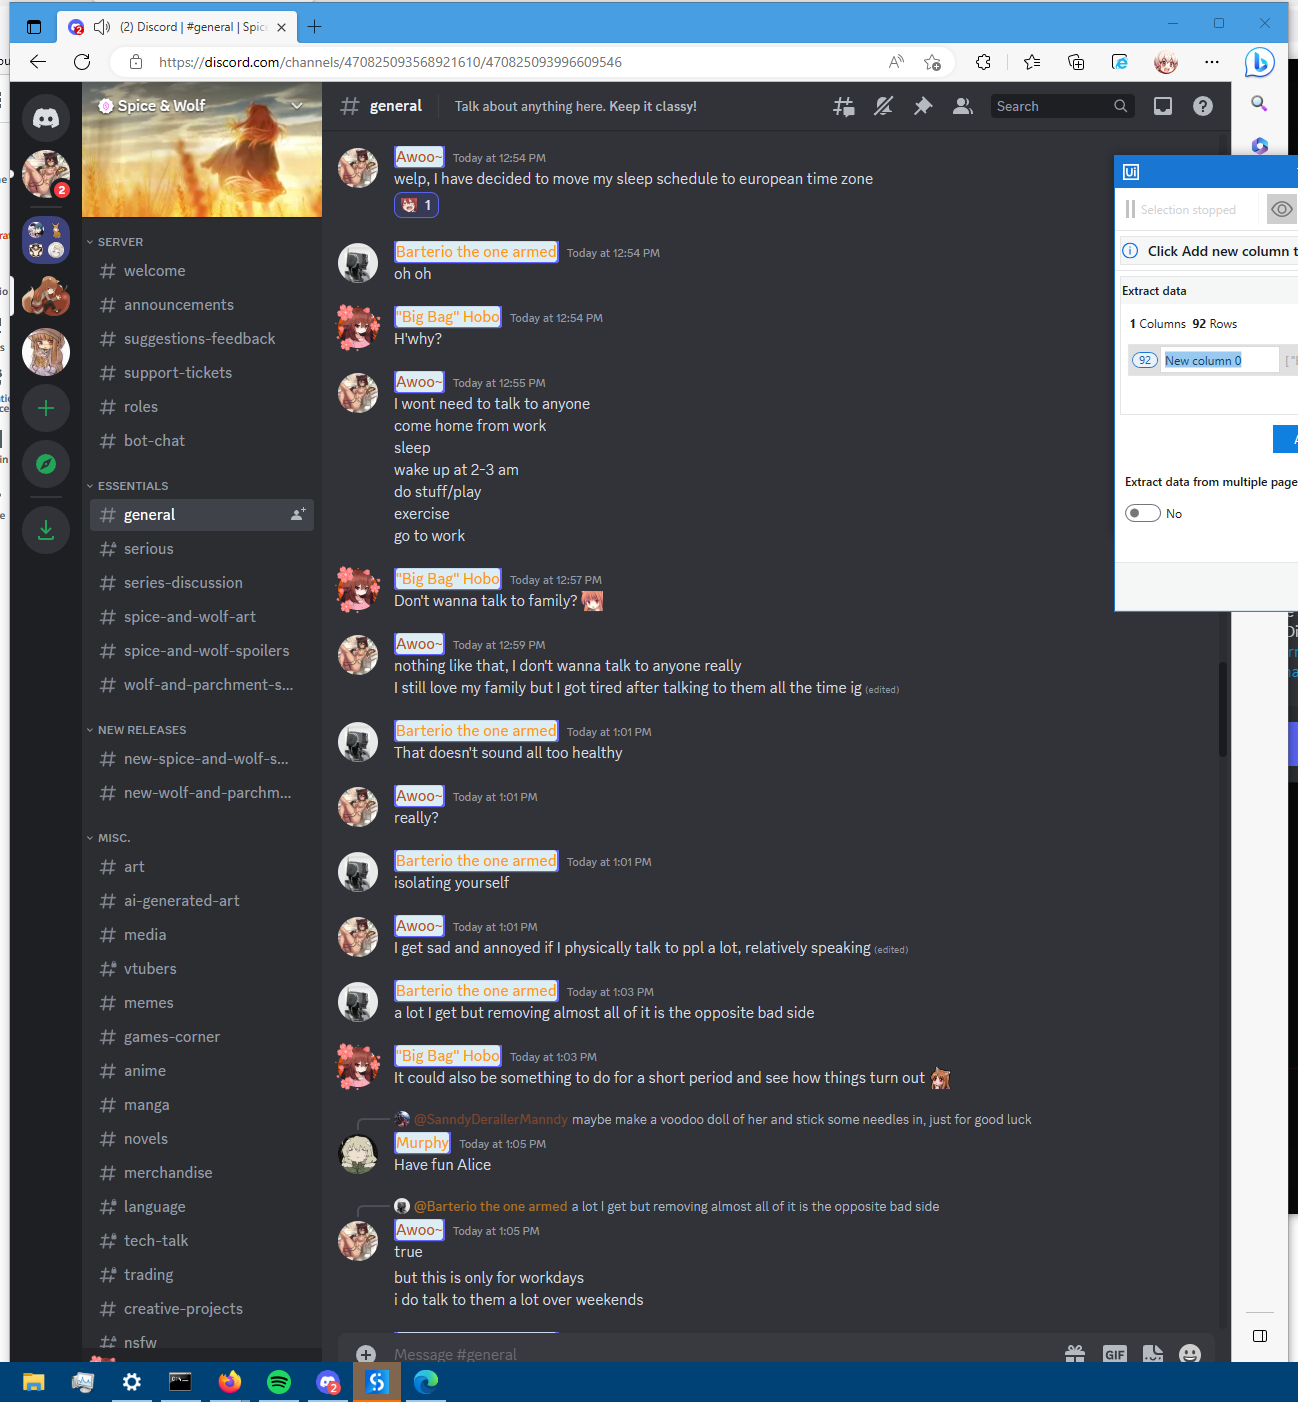 (2) Discord | #general | Spic
https://discord.com/channels/470825093568921610/470825093996609546
Spice & Wolf
general
Talk about anything here. Keep it classy!
Search
2
SERVER
welcome
announcements
suggestions-feedback
support-tickets
roles
bot-chat
ESSENTIALS
general
serious
series-discussion
spice-and-wolf-art
spice-and-wolf-spoilers
wolf-and-parchment-s...
NEW RELEASES
new-spice-and-wolf-s...
new-wolf-and-parchm...
MISC.
art
ai-generated-art
media
vtubers
memes
games-corner
anime
manga
novels
merchandise
language
tech-talk
trading
creative-projects
nsfw
Awoo~ Today at 12:54 PM
welp, I have decided to move my sleep schedule to european time zone
1
Barterio the one armed Today at 12:54 PM
oh oh
"Big Bag" Hobo Today at 12:54 PM
H'why?
Awoo~ Today at 12:55 PM
I wont need to talk to anyone
come home from work
sleep
wake up at 2-3 am
do stuff/play
exercise
go to work
"Big Bag" Hobo Today at 12:57 PM
Don't wanna talk to family?
Awoo~ Today at 12:59 PM
nothing like that, I don't wanna talk to anyone really
I still love my family but I got tired after talking to them all the time ig (edited)
Barterio the one armed Today at 1:01 PM
That doesn't sound all too healthy
Awoo~ Today at 1:01 PM
really?
Barterio the one armed Today at 1:01 PM
isolating yourself
Awoo~ Today at 1:01 PM
I get sad and annoyed if I physically talk to ppl a lot, relatively speaking (edited)
Barterio the one armed Today at 1:03 PM
a lot I get but removing almost all of it is the opposite bad side
"Big Bag" Hobo Today at 1:03 PM
It could also be something to do for a short period and see how things turn out
@SanndyDerailerManndy maybe make a voodoo doll of her and stick some needles in, just for good luck
Murphy Today at 1:05 PM
Have fun Alice
@Barterio the one armed a lot I get but removing almost all of it is the opposite bad side
Awoo~ Today at 1:05 PM
true
but this is only for workdays
i do talk to them a lot over weekends
Message #general
GIF
Ui
Selection stopped
Click Add new column t
Extract data
1 Columns 92 Rows
92 New column 0
Extract data from multiple page
No
2